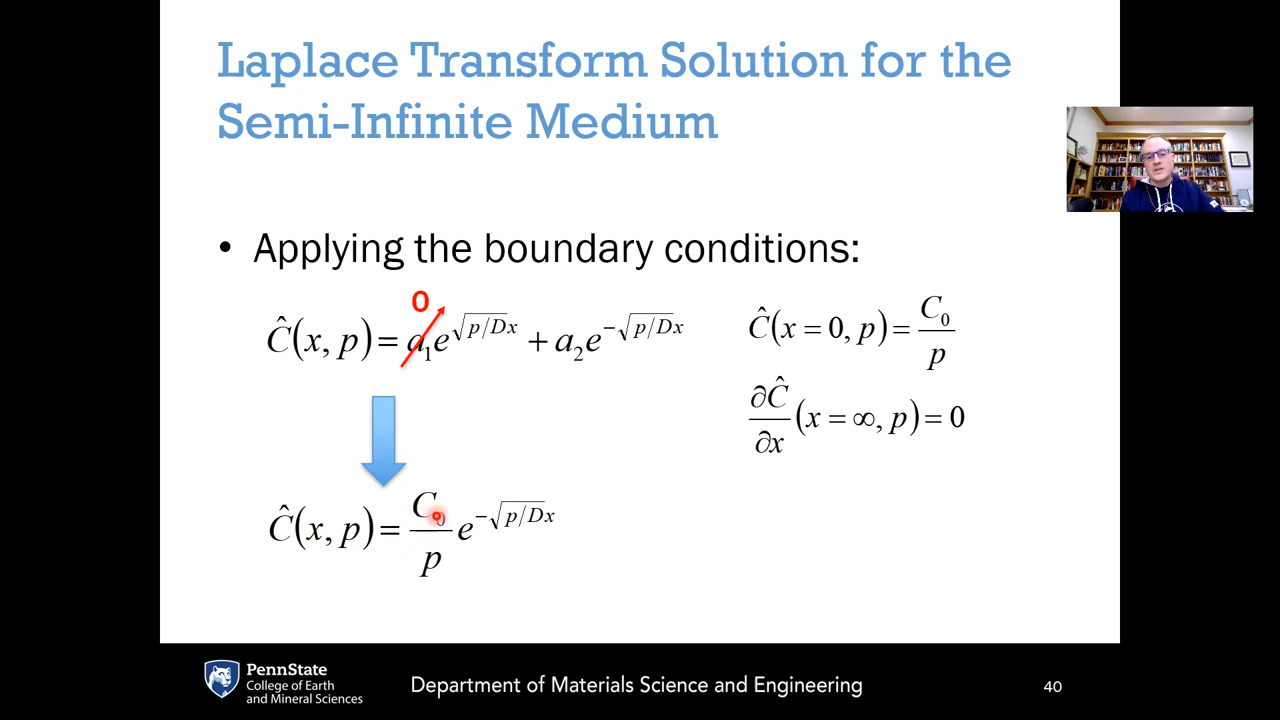 Laplace Transform Solution for the
Semi-Infinite Medium
• Applying the boundary conditions:
0
Ĉ(x, p) = a₁e^{√(p/D)x} + a₂e^{−√(p/D)x}
Ĉ(x = 0, p) = C₀/p
∂Ĉ/∂x (x = ∞, p) = 0
Ĉ(x, p) = C₀/p e^{−√(p/D)x}
PennState
College of Earth
and Mineral Sciences
Department of Materials Science and Engineering
40